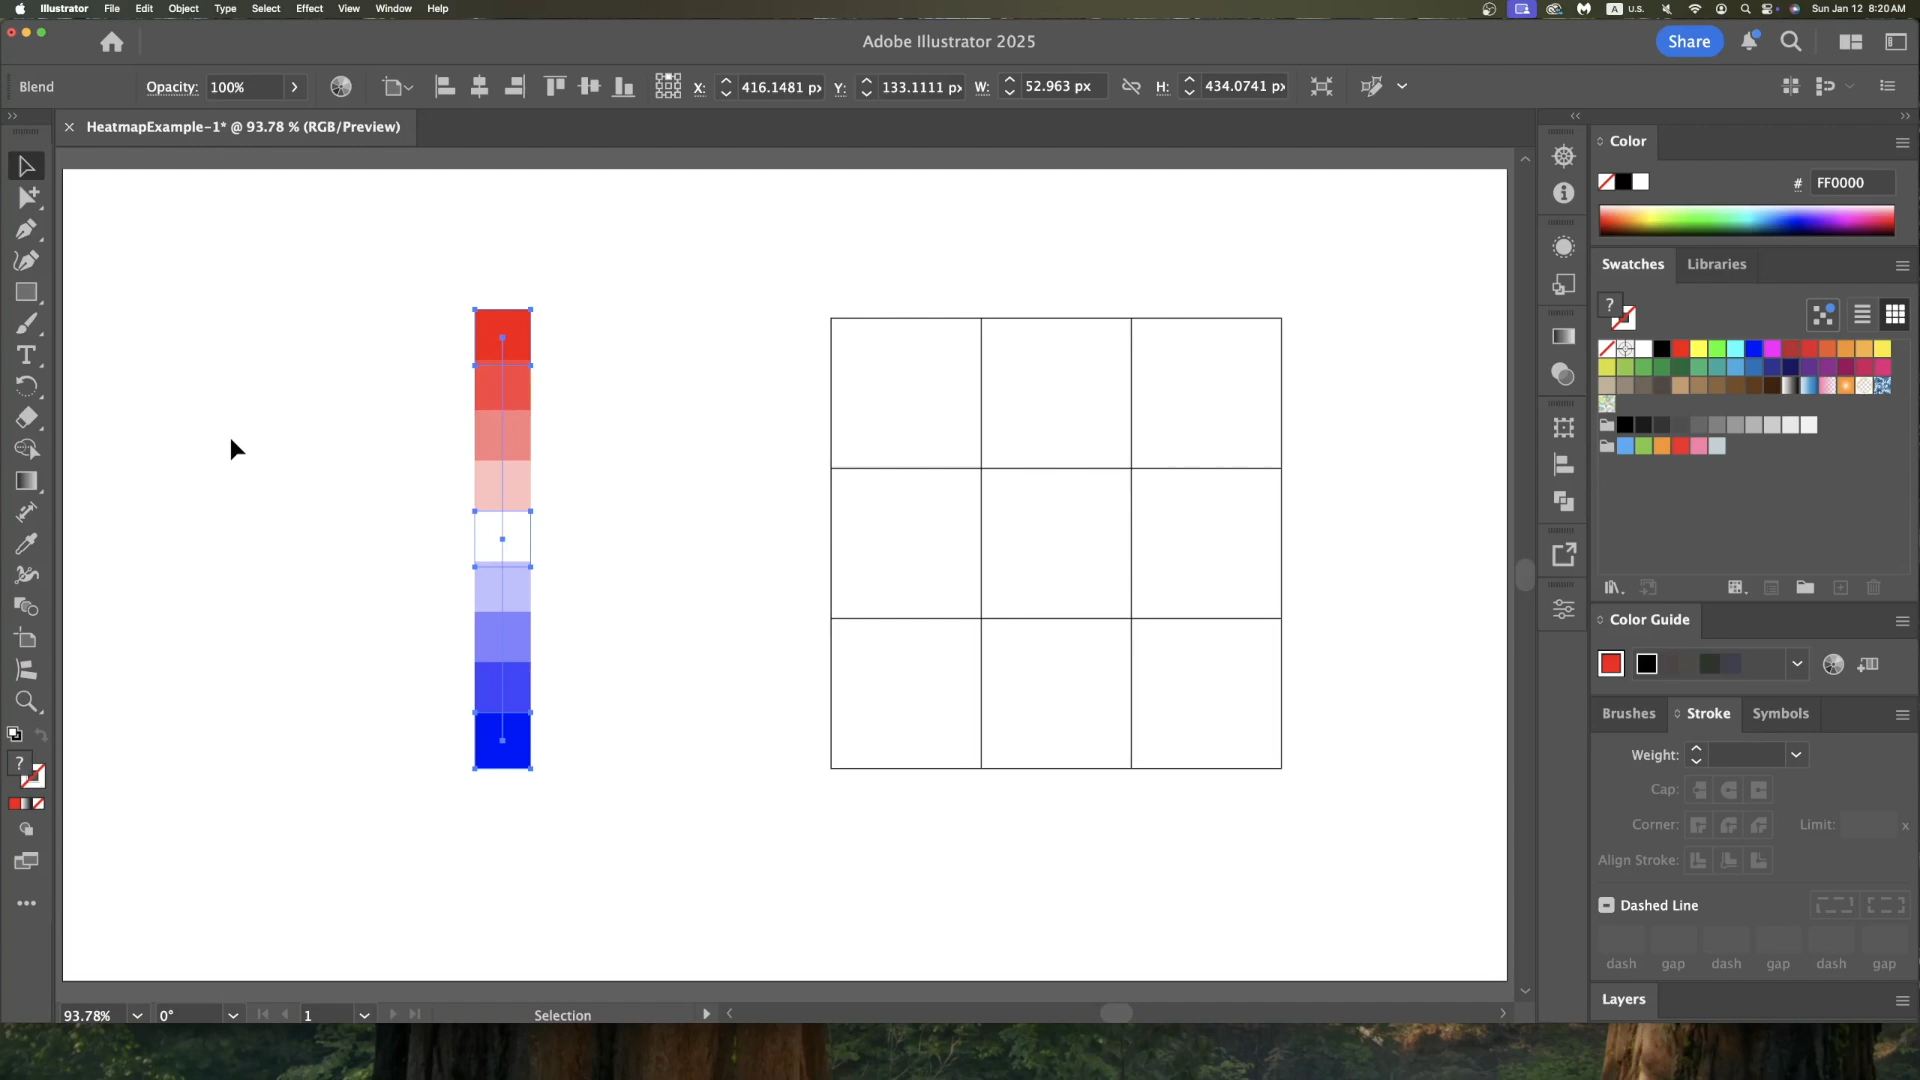 Illustrator File Edit Object Type Select Effect View Window Help A U.S. Sun Jan 12 8:20 AM
Adobe Illustrator 2025 Share
Blend Opacity: 100% X: 416.1481 px Y: 133.1111 px W: 52.963 px H: 434.0741 px
HeatmapExample-1* @ 93.78 % (RGB/Preview)
Color
# FF0000
Swatches Libraries
?
Color Guide
Brushes Stroke Symbols
Weight:
Cap:
Corner: Limit: x
Align Stroke:
Dashed Line
dash gap dash gap dash gap
Layers
T
?
93.78% 0° 1 Selection